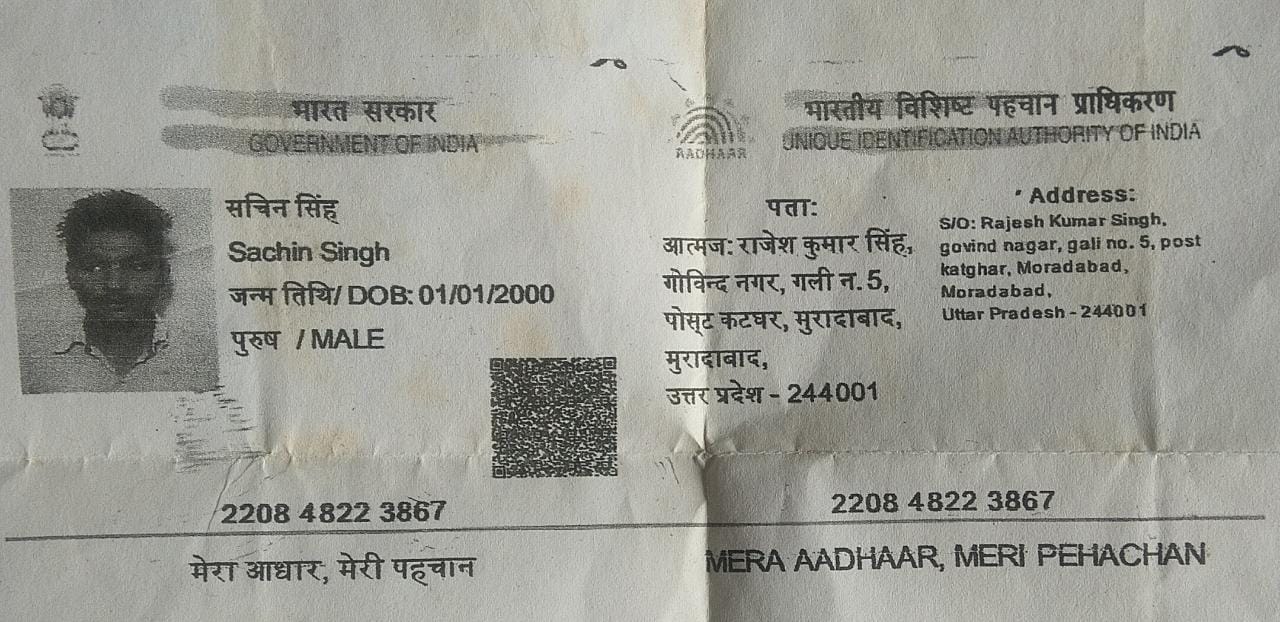 भारत सरकार
GOVERNMENT OF INDIA
सचिन सिंह
Sachin Singh
जन्म तिथि/ DOB: 01/01/2000
पुरुष / MALE
2208 4822 3867
मेरा आधार, मेरी पहचान
भारतीय विशिष्ट पहचान प्राधिकरण
UNIQUE IDENTIFICATION AUTHORITY OF INDIA
AADHAAR
पता:
आत्मज: राजेश कुमार सिंह,
गोविन्द नगर, गली न. 5,
पोस्ट कटघर, मुरादाबाद,
मुरादाबाद,
उत्तर प्रदेश - 244001
Address:
S/O: Rajesh Kumar Singh,
govind nagar, gali no. 5, post
katghar, Moradabad,
Moradabad,
Uttar Pradesh - 244001
2208 4822 3867
MERA AADHAAR, MERI PEHACHAN